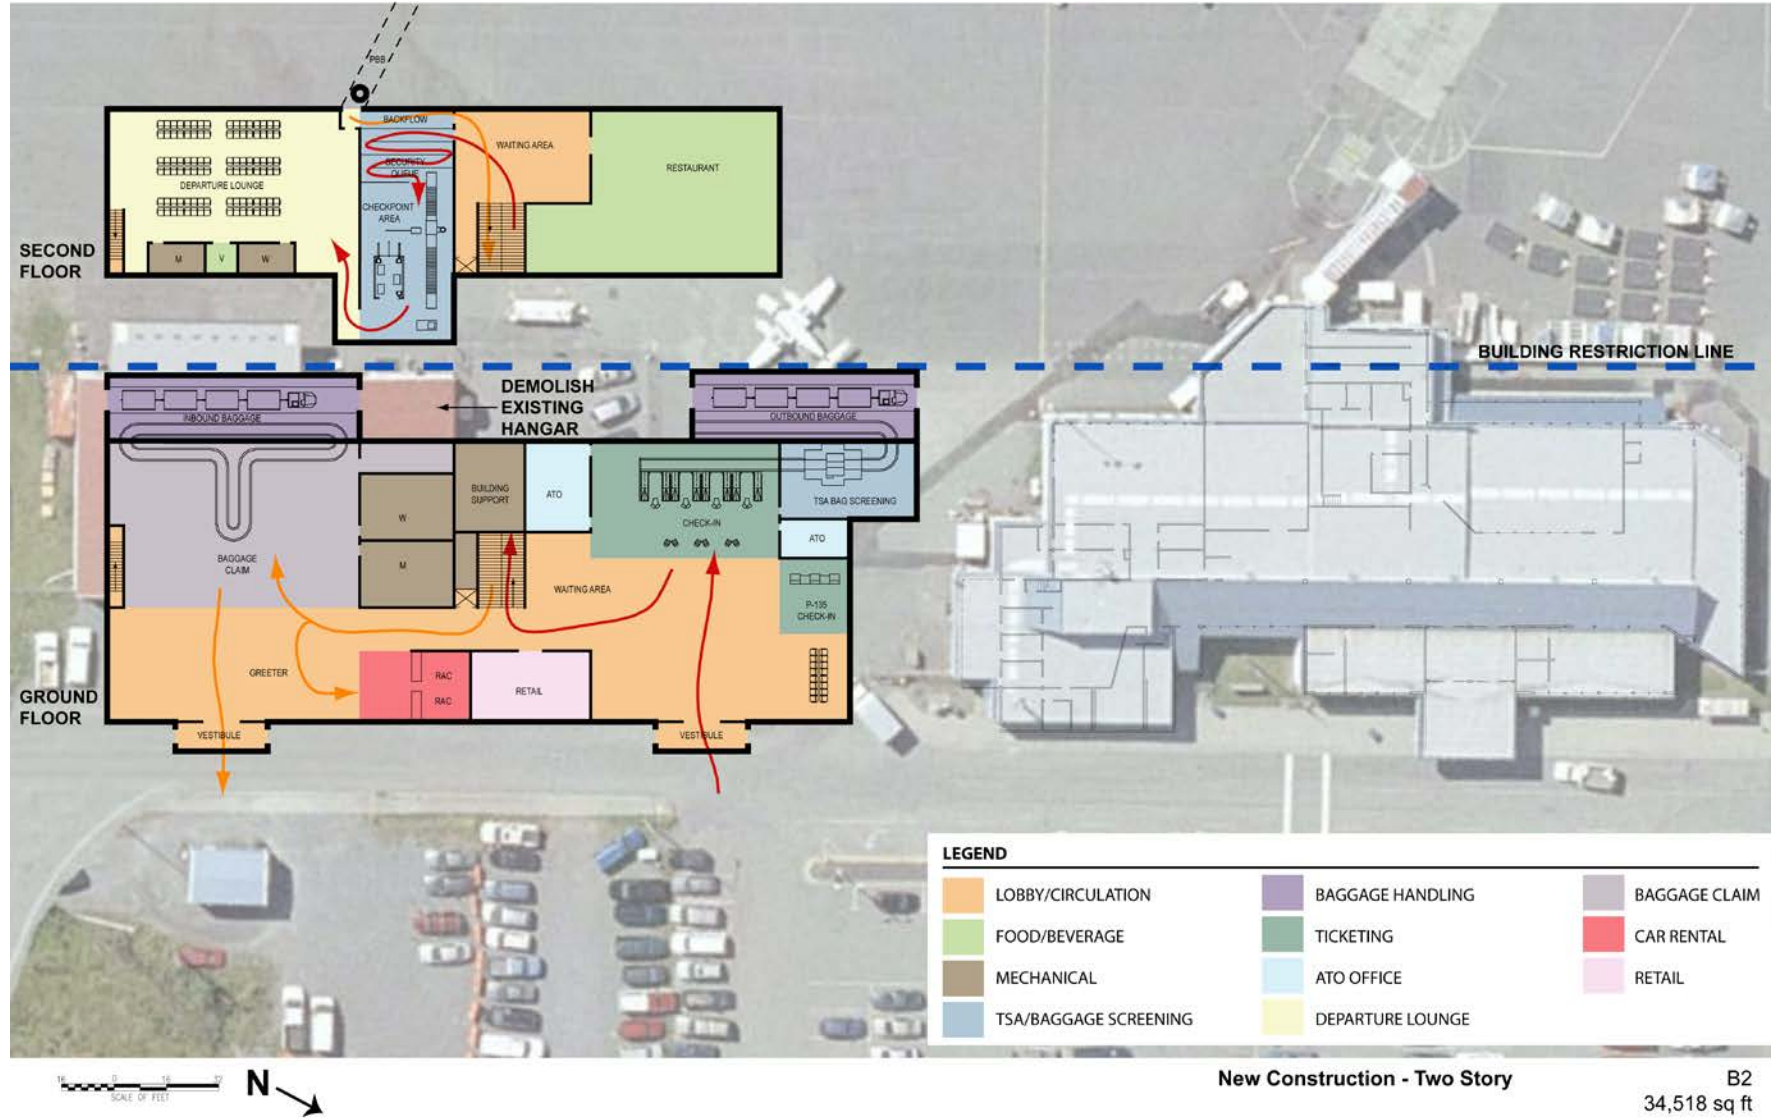 PBB
BACKFLOW
WAITING AREA
SECURITY
QUEUE
RESTAURANT
DEPARTURE LOUNGE
CHECKPOINT
AREA
SECOND
FLOOR
M
V
W
BUILDING RESTRICTION LINE
DEMOLISH
EXISTING
HANGAR
INBOUND BAGGAGE
OUTBOUND BAGGAGE
BUILDING
SUPPORT
ATO
TSA BAG SCREENING
W
CHECK-IN
ATO
BAGGAGE
CLAIM
M
WAITING AREA
P-135
CHECK-IN
GREETER
RAC
RETAIL
RAC
GROUND
FLOOR
VESTIBULE
VESTIBULE
LEGEND
LOBBY/CIRCULATION
BAGGAGE HANDLING
BAGGAGE CLAIM
FOOD/BEVERAGE
TICKETING
CAR RENTAL
MECHANICAL
ATO OFFICE
RETAIL
TSA/BAGGAGE SCREENING
DEPARTURE LOUNGE
16 0 16 32
SCALE OF FEET
N
New Construction - Two Story
B2
34,518 sq ft